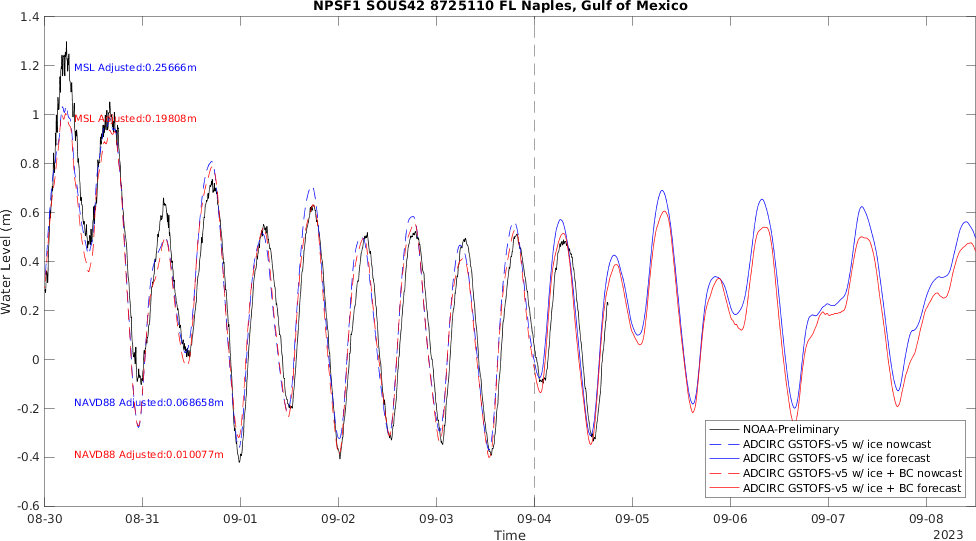 NPSF1 SOUS42 8725110 FL Naples, Gulf of Mexico
1.4
1.2
1
0.8
0.6
0.4
0.2
0
-0.2
-0.4
-0.6
Water Level (m)
MSL Adjusted:0.25666m
MSL Adjusted:0.19808m
NAVD88 Adjusted:0.068658m
NAVD88 Adjusted:0.010077m
NOAA-Preliminary
ADCIRC GSTOFS-v5 w/ ice nowcast
ADCIRC GSTOFS-v5 w/ ice forecast
ADCIRC GSTOFS-v5 w/ ice + BC nowcast
ADCIRC GSTOFS-v5 w/ ice + BC forecast
08-30 08-31 09-01 09-02 09-03 09-04 09-05 09-06 09-07 09-08
Time
2023